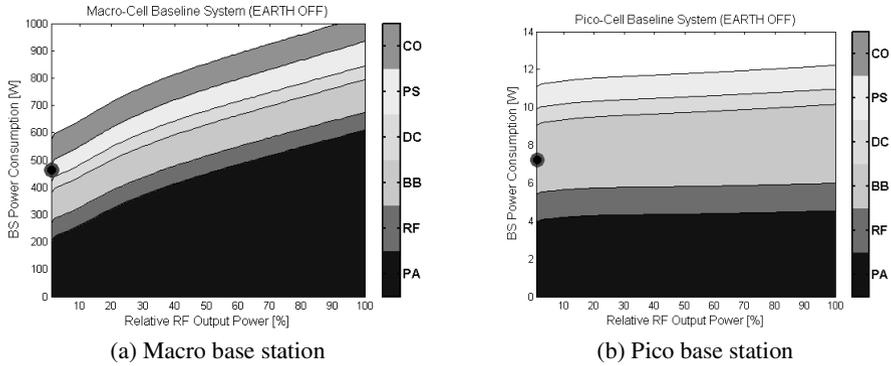 Macro-Cell Baseline System (EARTH OFF)
BS Power Consumption [W]
1000
900
800
700
600
500
400
300
200
100
0
10 20 30 40 50 60 70 80 90 100
Relative RF Output Power [%]
CO
PS
DC
BB
RF
PA
(a) Macro base station
Pico-Cell Baseline System (EARTH OFF)
BS Power Consumption [W]
14
12
10
8
6
4
2
0
10 20 30 40 50 60 70 80 90 100
Relative RF Output Power [%]
CO
PS
DC
BB
RF
PA
(b) Pico base station